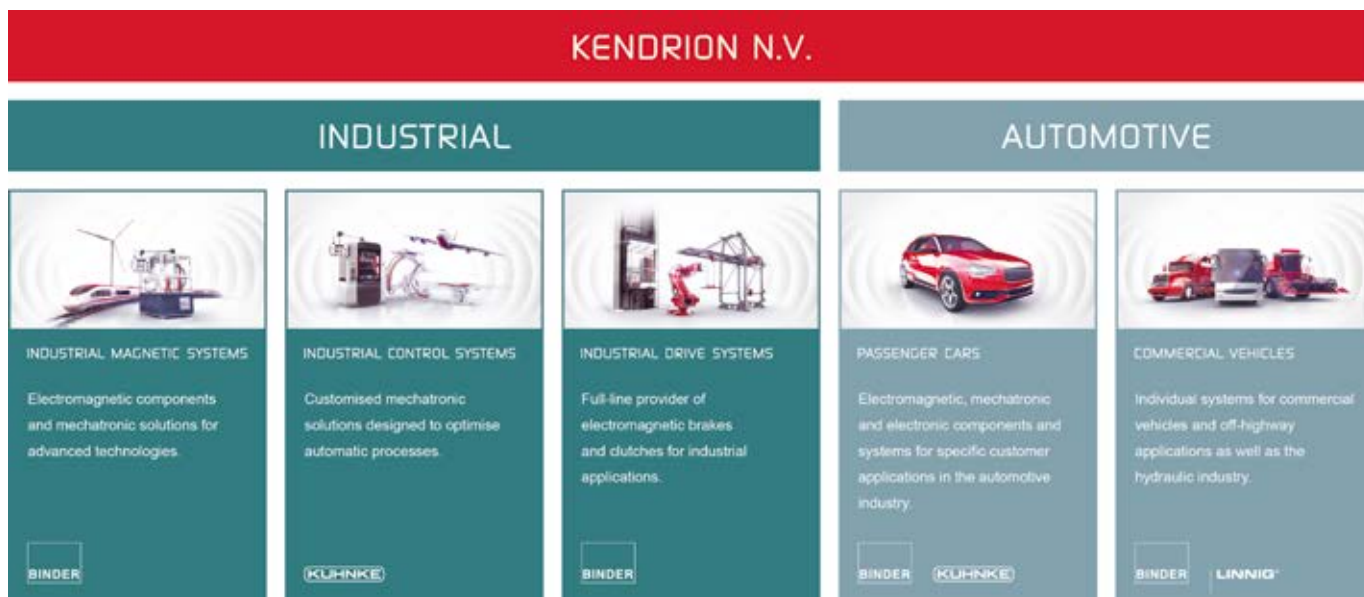 KENDRION N.V.
INDUSTRIAL
AUTOMOTIVE
INDUSTRIAL MAGNETIC SYSTEMS
Electromagnetic components
and mechatronic solutions for
advanced technologies.
BINDER
INDUSTRIAL CONTROL SYSTEMS
Customised mechatronic
solutions designed to optimise
automatic processes.
KUHNKE
INDUSTRIAL DRIVE SYSTEMS
Full-line provider of
electromagnetic brakes
and clutches for industrial
applications.
BINDER
PASSENGER CARS
Electromagnetic, mechatronic
and electronic components and
systems for specific customer
applications in the automotive
industry.
BINDER KUHNKE
COMMERCIAL VEHICLES
Individual systems for commercial
vehicles and off-highway
applications as well as the
hydraulic industry.
BINDER LINNIG